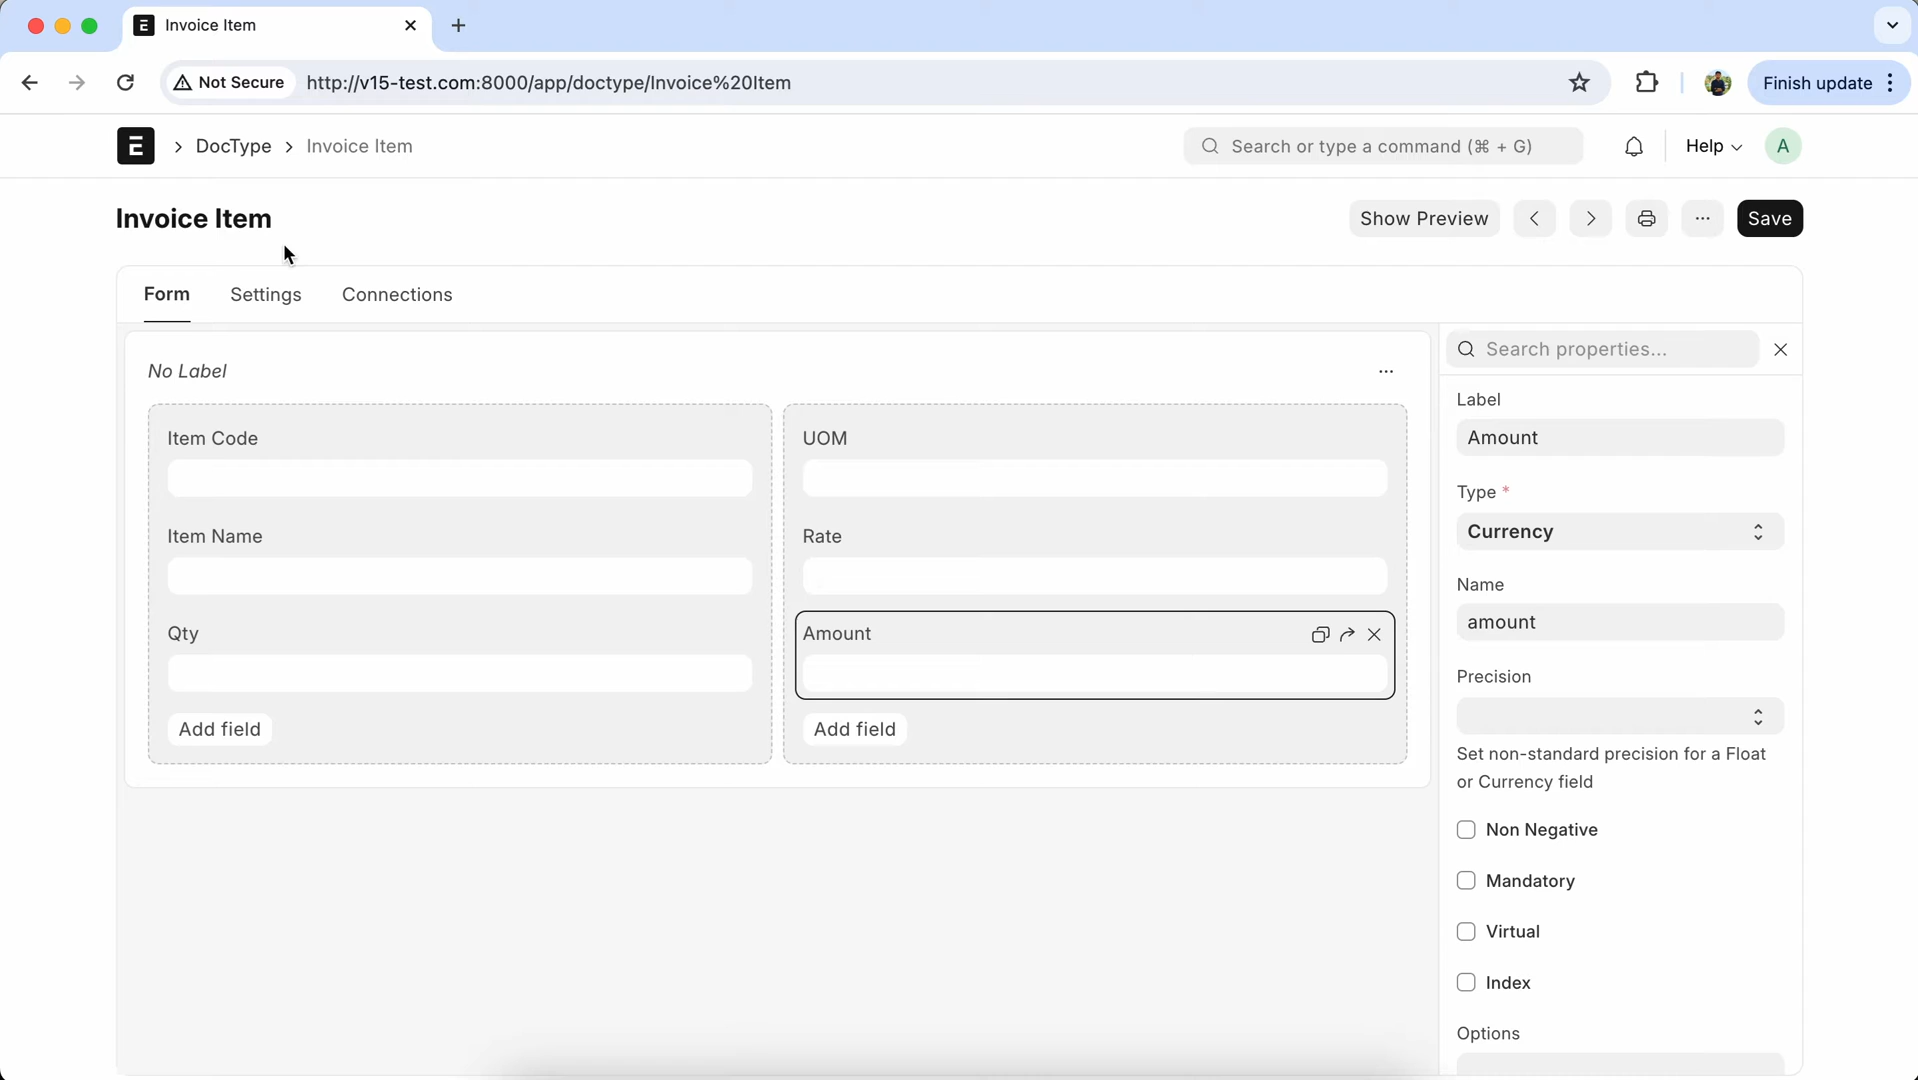 Invoice Item
Not Secure
http://v15-test.com:8000/app/doctype/Invoice%20Item
Finish update
E
DocType
Invoice Item
Search or type a command (⌘ + G)
Help
A
Invoice Item
Show Preview
Save
Form
Settings
Connections
No Label
Item Code
Item Name
Qty
Add field
UOM
Rate
Amount
Add field
Search properties...
Label
Amount
Type *
Currency
Name
amount
Precision
Set non-standard precision for a Float
or Currency field
Non Negative
Mandatory
Virtual
Index
Options